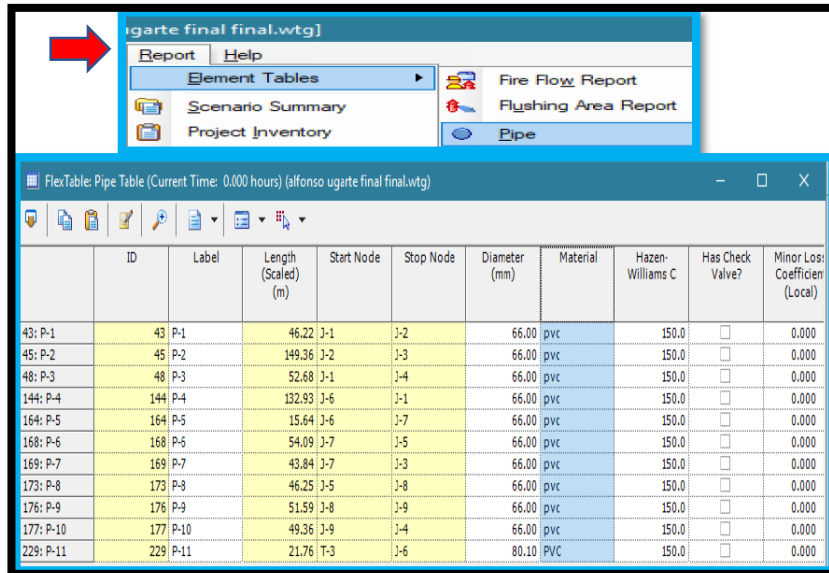 ugarte final final.wtg]
Report Help
Element Tables Fire Flow Report
Scenario Summary Flushing Area Report
Project Inventory Pipe
FlexTable: Pipe Table (Current Time: 0.000 hours) (alfonso ugarte final final.wtg)
ID Label Length (Scaled) (m) Start Node Stop Node Diameter (mm) Material Hazen-Williams C Has Check Valve? Minor Loss Coefficient (Local)
43: P-1 43 P-1 46.22 J-1 J-2 66.00 pvc 150.0 0.000
45: P-2 45 P-2 149.36 J-2 J-3 66.00 pvc 150.0 0.000
48: P-3 48 P-3 52.68 J-1 J-4 66.00 pvc 150.0 0.000
144: P-4 144 P-4 132.93 J-6 J-1 66.00 pvc 150.0 0.000
164: P-5 164 P-5 15.64 J-6 J-7 66.00 pvc 150.0 0.000
168: P-6 168 P-6 54.09 J-7 J-5 66.00 pvc 150.0 0.000
169: P-7 169 P-7 43.84 J-7 J-3 66.00 pvc 150.0 0.000
173: P-8 173 P-8 46.25 J-5 J-8 66.00 pvc 150.0 0.000
176: P-9 176 P-9 51.59 J-8 J-9 66.00 pvc 150.0 0.000
177: P-10 177 P-10 49.36 J-9 J-4 66.00 pvc 150.0 0.000
229: P-11 229 P-11 21.76 T-3 J-6 80.10 PVC 150.0 0.000